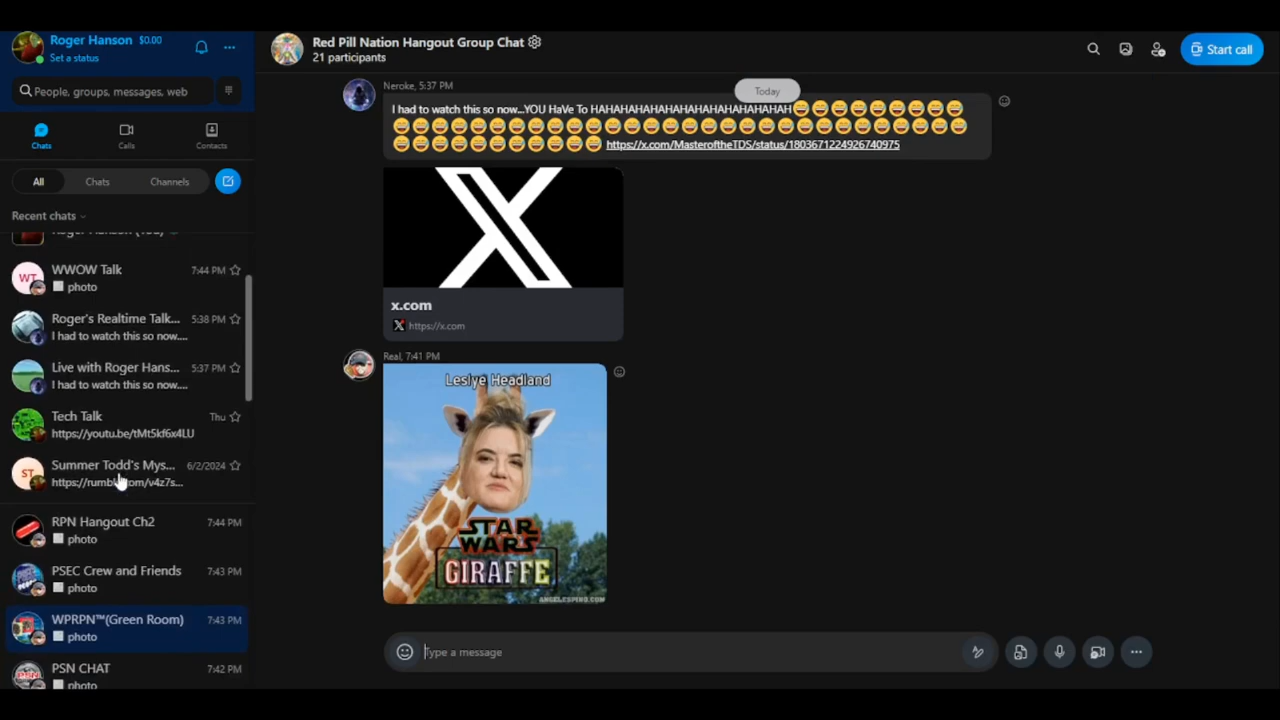 Roger Hanson $0.00
Set a status
People, groups, messages, web
Chats
Calls
Contacts
All
Chats
Channels
Recent chats
WT
WWOW Talk 7:44 PM
photo
Roger's Realtime Talk... 5:38 PM
I had to watch this so now....
Live with Roger Hans... 5:37 PM
I had to watch this so now....
Tech Talk Thu
https://youtu.be/tMt5kf6x4LU
ST
Summer Todd's Mys... 6/2/2024
RPN Hangout Ch2 7:44 PM
photo
PSEC Crew and Friends 7:43 PM
photo
WPRPN™(Green Room) 7:43 PM
photo
PSN CHAT 7:42 PM
photo
Red Pill Nation Hangout Group Chat
21 participants
Start call
Today
Neroke, 5:37 PM
I had to watch this so now...YOU HaVe To HAHAHAHAHAHAHAHAHAHAHAHAH😄😄😄😄😄😄😄😄😄
😄😄😄😄😄😄😄😄😄😄😄😄😄😄😄😄😄😄😄😄😄😄😄😄😄😄😄😄😄😄
😄😄😄😄😄😄😄😄😄😄😄 https://x.com/MasteroftheTDS/status/1803671224926740975
x.com
https://x.com
Real, 7:41 PM
Leslye Headland
STAR
WARS
GIRAFFE
ANGELESPINO.COM
Type a message